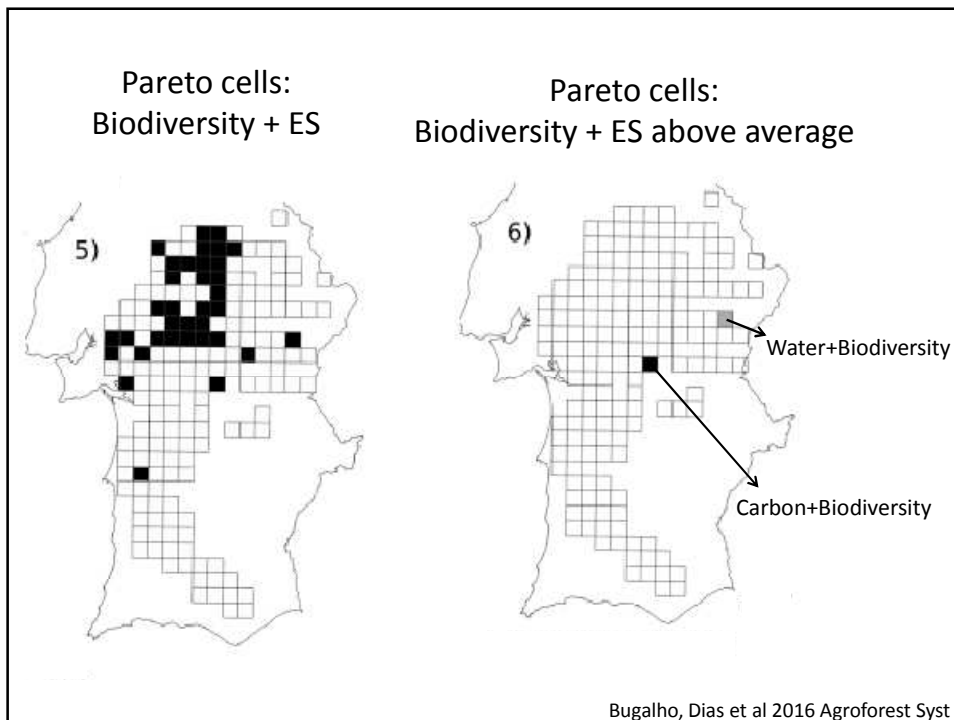 Pareto cells:
Biodiversity + ES
Pareto cells:
Biodiversity + ES above average
5)
6)
Water+Biodiversity
Carbon+Biodiversity
Bugalho, Dias et al 2016 Agroforest Syst